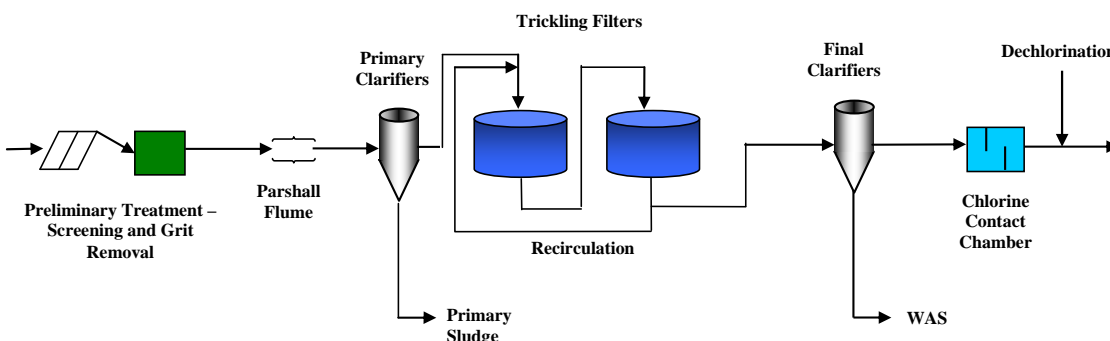 Trickling Filters
Primary
Clarifiers
Final
Clarifiers
Dechlorination
Parshall
Flume
Preliminary Treatment –
Screening and Grit
Removal
Recirculation
Chlorine
Contact
Chamber
Primary
Sludge
WAS